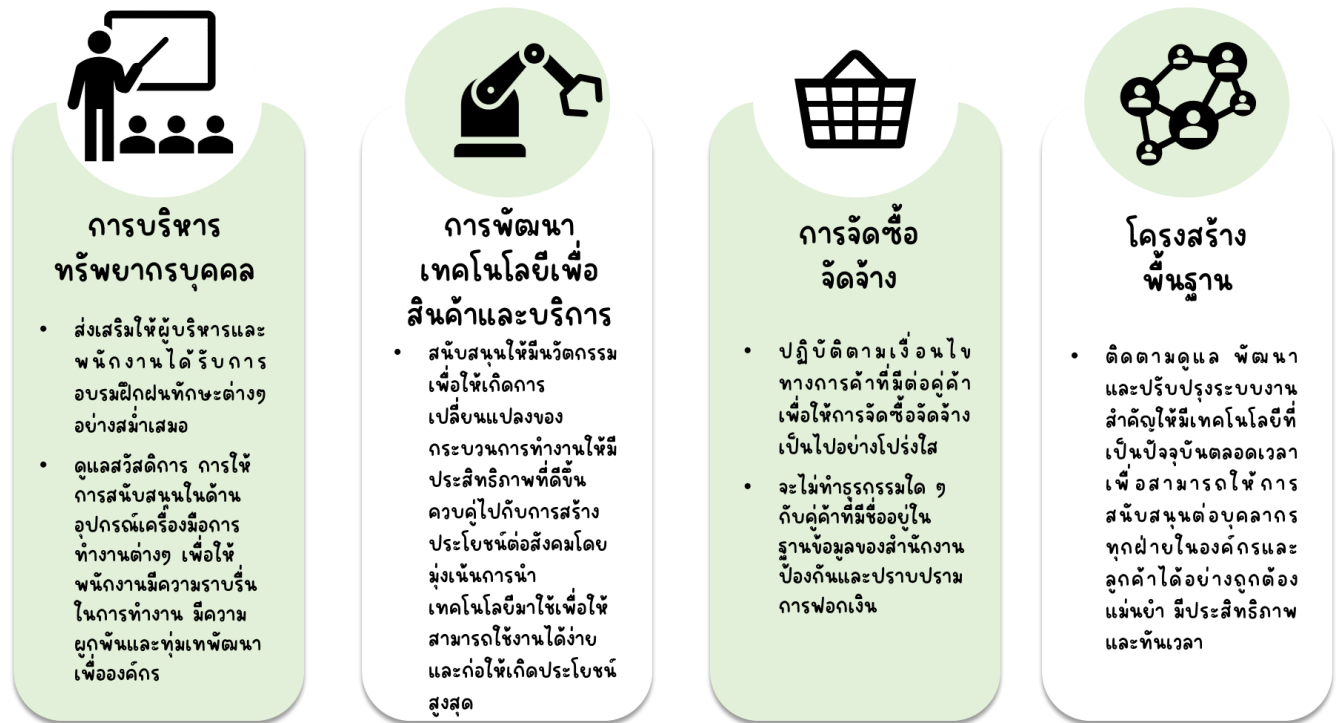 การบริหาร
ทรัพยากรบุคคล
• ส่งเสริมให้ผู้บริหารและ
พนักงานได้รับการ
อบรมฝึกฝนทักษะต่างๆ
อย่างสม่ำเสมอ
• ดูแลสวัสดิการ การให้
การสนับสนุนในด้าน
อุปกรณ์เครื่องมือการ
ทำงานต่างๆ เพื่อให้
พนักงานมีความราบรื่น
ในการทำงาน มีความ
ผูกพันและทุ่มเทพัฒนา
เพื่อองค์กร
การพัฒนา
เทคโนโลยีเพื่อ
สินค้าและบริการ
• สนับสนุนให้มีนวัตกรรม
เพื่อให้เกิดการ
เปลี่ยนแปลงของ
กระบวนการทำงานให้มี
ประสิทธิภาพที่ดีขึ้น
ควบคู่ไปกับการสร้าง
ประโยชน์ต่อสังคมโดย
มุ่งเน้นการนำ
เทคโนโลยีมาใช้เพื่อให้
สามารถใช้งานได้ง่าย
และก่อให้เกิดประโยชน์
สูงสุด
การจัดซื้อ
จัดจ้าง
• ปฏิบัติตามเงื่อนไข
ทางการค้าที่มีต่อคู่ค้า
เพื่อให้การจัดซื้อจัดจ้าง
เป็นไปอย่างโปร่งใส
• จะไม่ทำธุรกรรมใด ๆ
กับคู่ค้าที่มีชื่ออยู่ใน
ฐานข้อมูลของสำนักงาน
ป้องกันและปราบปราม
การฟอกเงิน
โครงสร้าง
พื้นฐาน
• ติดตามดูแล พัฒนา
และปรับปรุงระบบงาน
สำคัญให้มีเทคโนโลยีที่
เป็นปัจจุบันตลอดเวลา
เพื่อสามารถให้การ
สนับสนุนต่อบุคลากร
ทุกฝ่ายในองค์กรและ
ลูกค้าได้อย่างถูกต้อง
แม่นยำ มีประสิทธิภาพ
และทันเวลา